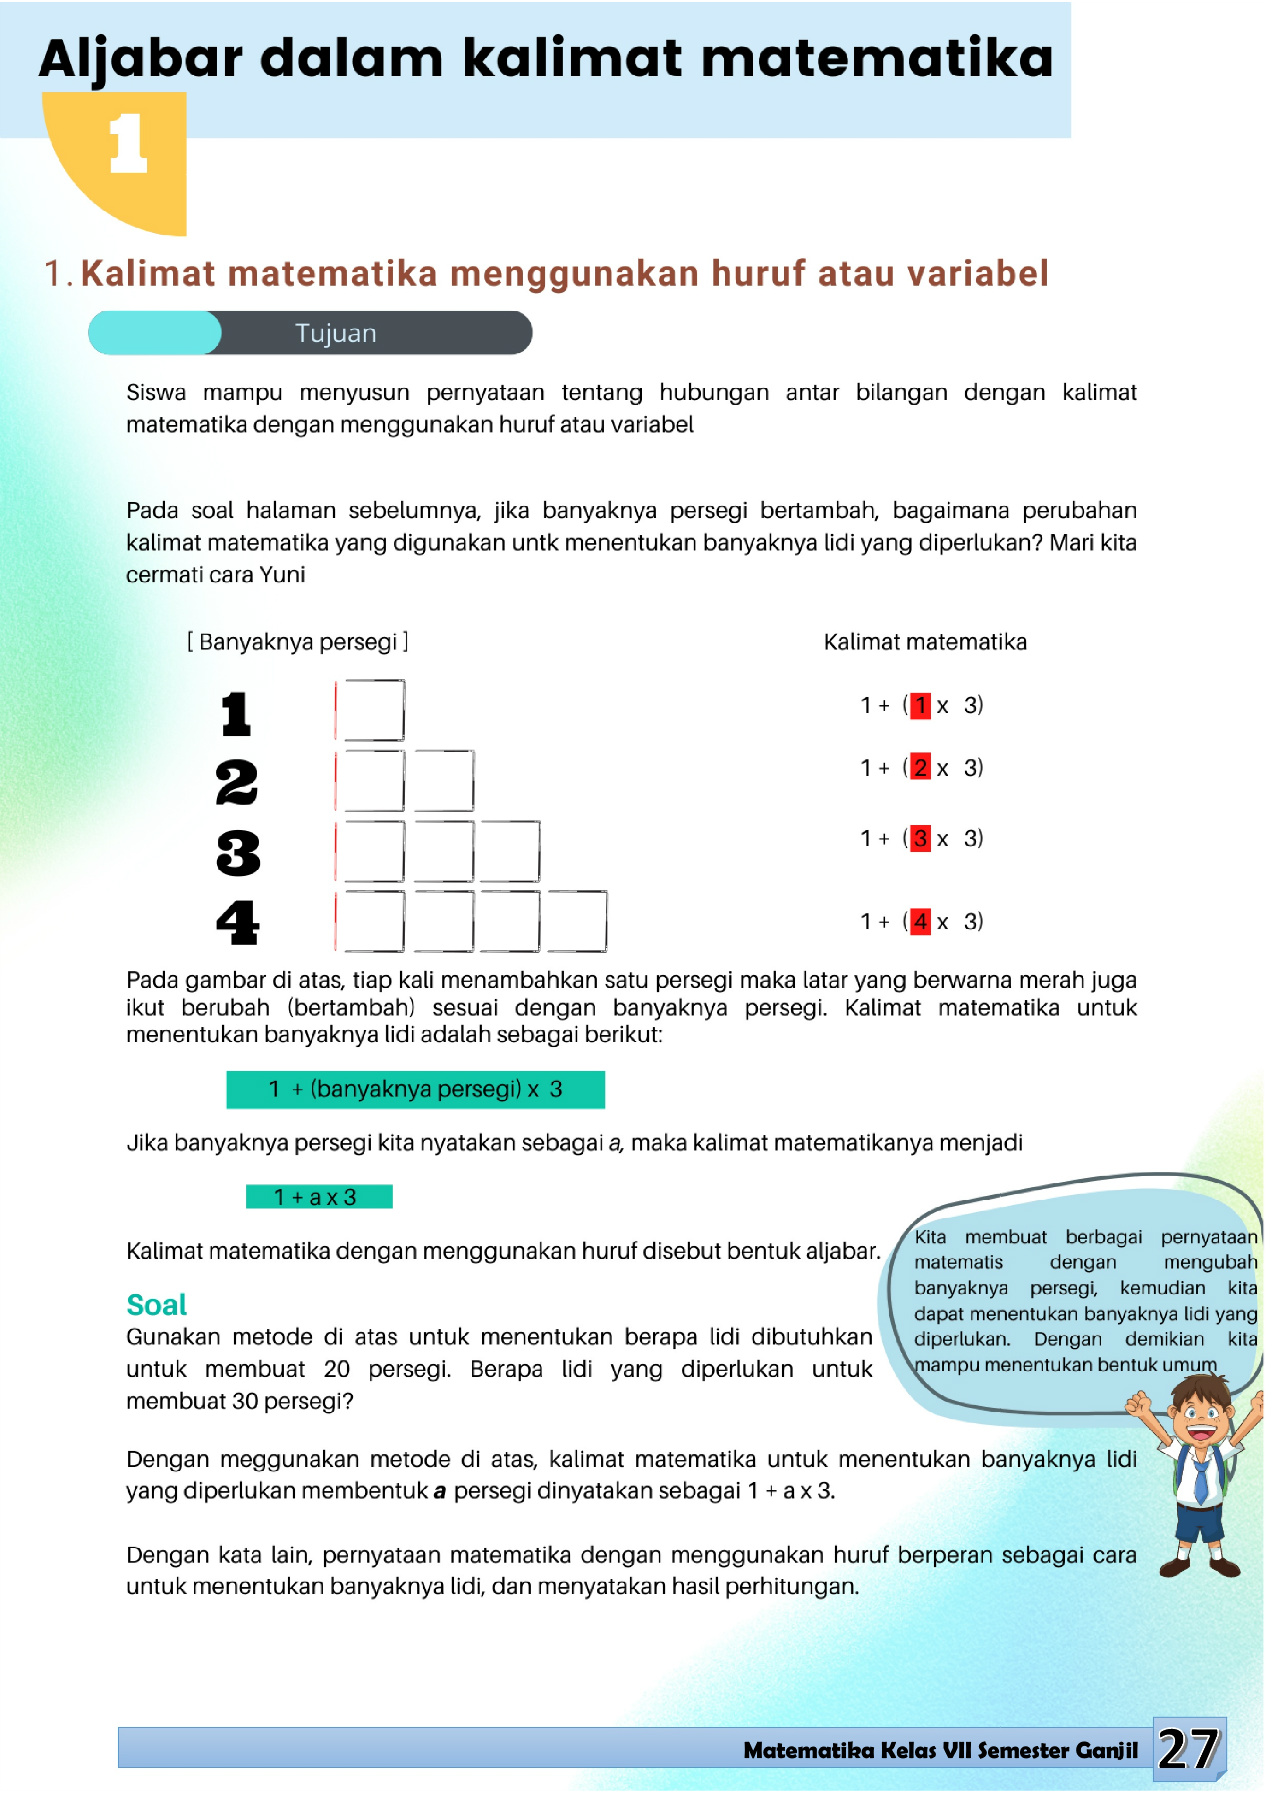 Aljabar dalam kalimat matematika
1
1. Kalimat matematika menggunakan huruf atau variabel
Tujuan
Siswa mampu menyusun pernyataan tentang hubungan antar bilangan dengan kalimat
matematika dengan menggunakan huruf atau variabel
Pada soal halaman sebelumnya, jika banyaknya persegi bertambah, bagaimana perubahan
kalimat matematika yang digunakan untk menentukan banyaknya lidi yang diperlukan? Mari kita
cermati cara Yuni
[ Banyaknya persegi ] Kalimat matematika
1 1 + (1 x 3)
2 1 + (2 x 3)
3 1 + (3 x 3)
4 1 + (4 x 3)
Pada gambar di atas, tiap kali menambahkan satu persegi maka latar yang berwarna merah juga
ikut berubah (bertambah) sesuai dengan banyaknya persegi. Kalimat matematika untuk
menentukan banyaknya lidi adalah sebagai berikut:
1 + (banyaknya persegi) x 3
Jika banyaknya persegi kita nyatakan sebagai a, maka kalimat matematikanya menjadi
1 + a x 3
Kalimat matematika dengan menggunakan huruf disebut bentuk aljabar.
Kita membuat berbagai pernyataan
matematis dengan mengubah
banyaknya persegi, kemudian kita
dapat menentukan banyaknya lidi yang
diperlukan. Dengan demikian kita
mampu menentukan bentuk umum
Soal
Gunakan metode di atas untuk menentukan berapa lidi dibutuhkan
untuk membuat 20 persegi. Berapa lidi yang diperlukan untuk
membuat 30 persegi?
Dengan meggunakan metode di atas, kalimat matematika untuk menentukan banyaknya lidi
yang diperlukan membentuk a persegi dinyatakan sebagai 1 + a x 3.
Dengan kata lain, pernyataan matematika dengan menggunakan huruf berperan sebagai cara
untuk menentukan banyaknya lidi, dan menyatakan hasil perhitungan.
Matematika Kelas VII Semester Ganjil 27